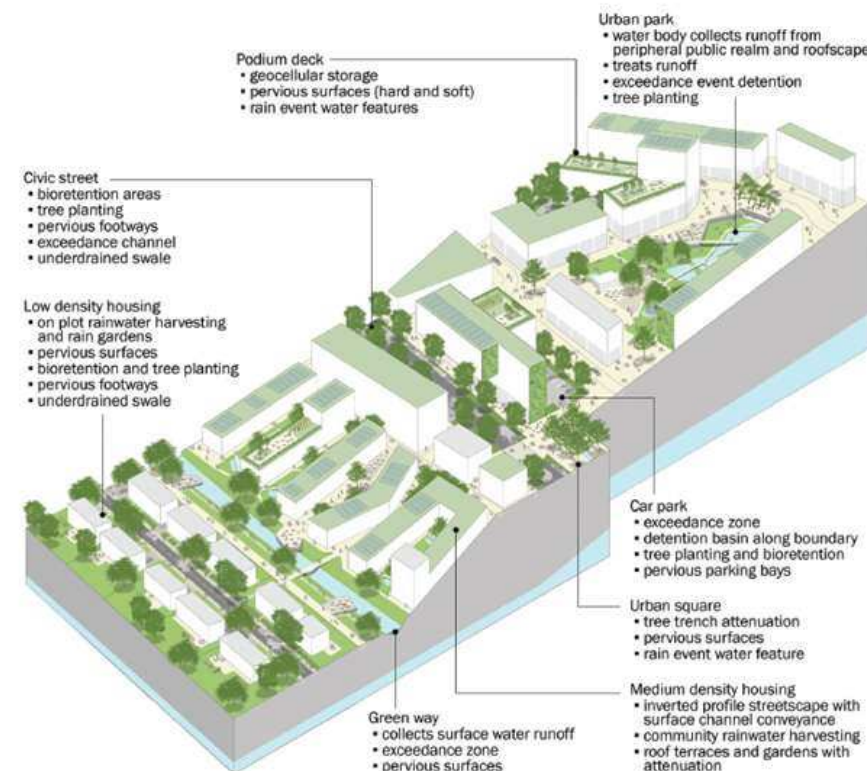 Urban park
• water body collects runoff from
peripheral public realm and roofscape
• treats runoff
• exceedance event detention
• tree planting
Podium deck
• geocellular storage
• pervious surfaces (hard and soft)
• rain event water features
Civic street
• bioretention areas
• tree planting
• pervious footways
• exceedance channel
• underdrained swale
Low density housing
• on plot rainwater harvesting
and rain gardens
• pervious surfaces
• bioretention and tree planting
• pervious footways
• underdrained swale
Car park
• exceedance zone
• detention basin along boundary
• tree planting and bioretention
• pervious parking bays
Urban square
• tree trench attenuation
• pervious surfaces
• rain event water feature
Medium density housing
• inverted profile streetscape with
surface channel conveyance
• community rainwater harvesting
• roof terraces and gardens with
attenuation
Green way
• collects surface water runoff
• exceedance zone
• pervious surfaces